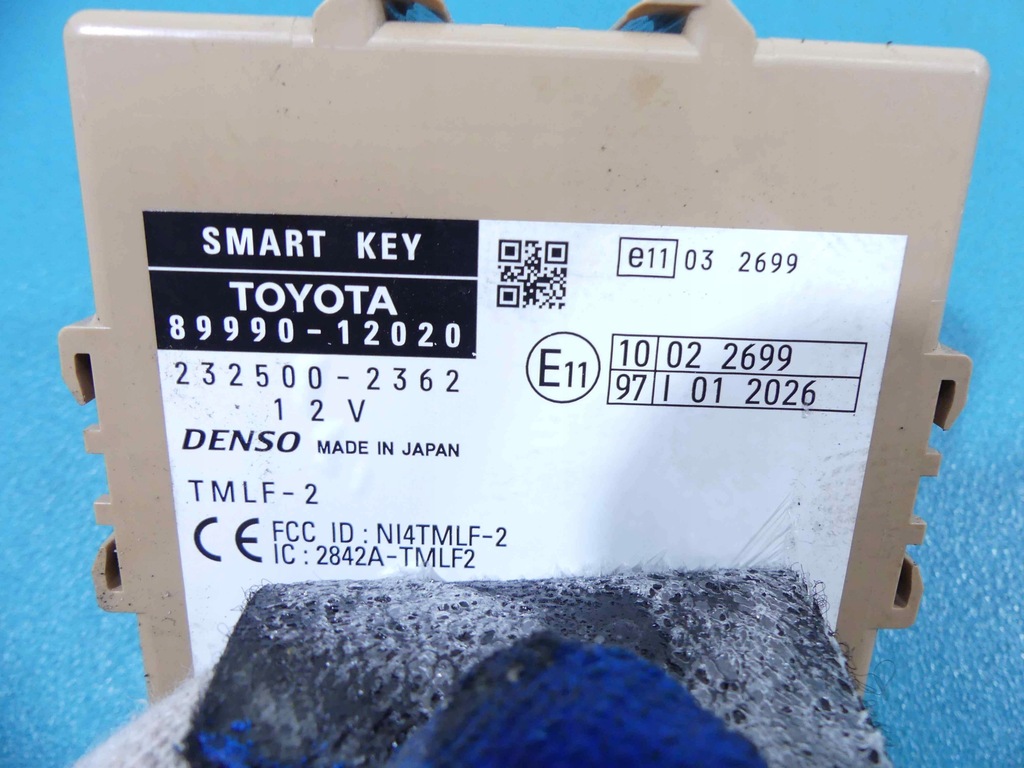 SMART KEY
TOYOTA
89990-12020
232500-2362
12V
DENSO MADE IN JAPAN
TMLF-2
CE FCC ID : NI4TMLF-2
IC : 2842A-TMLF2
e11 03 2699
E11
10 02 2699
97 I 01 2026